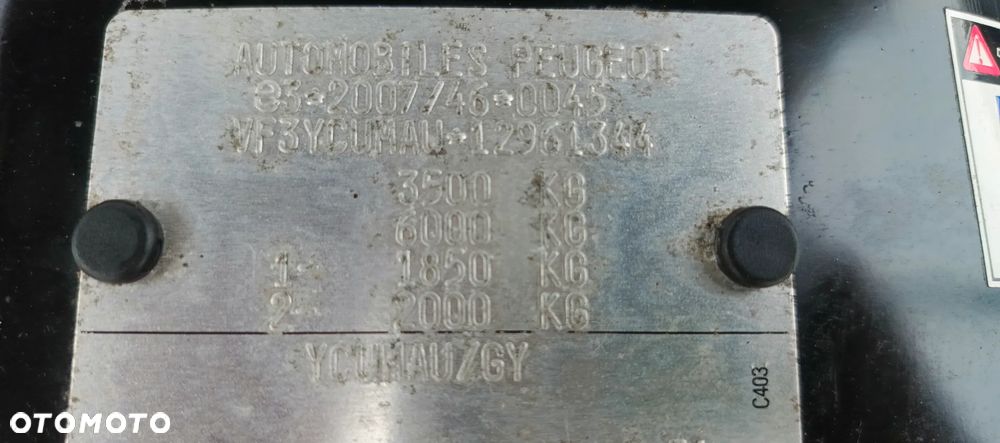 AUTOMOBILES PEUGEOT
e3*2007/46*0045
VF3YCUMAU*12961344
3500 KG
6000 KG
1- 1850 KG
2- 2000 KG
YCUMAU/GY
C403
OTOMOTO